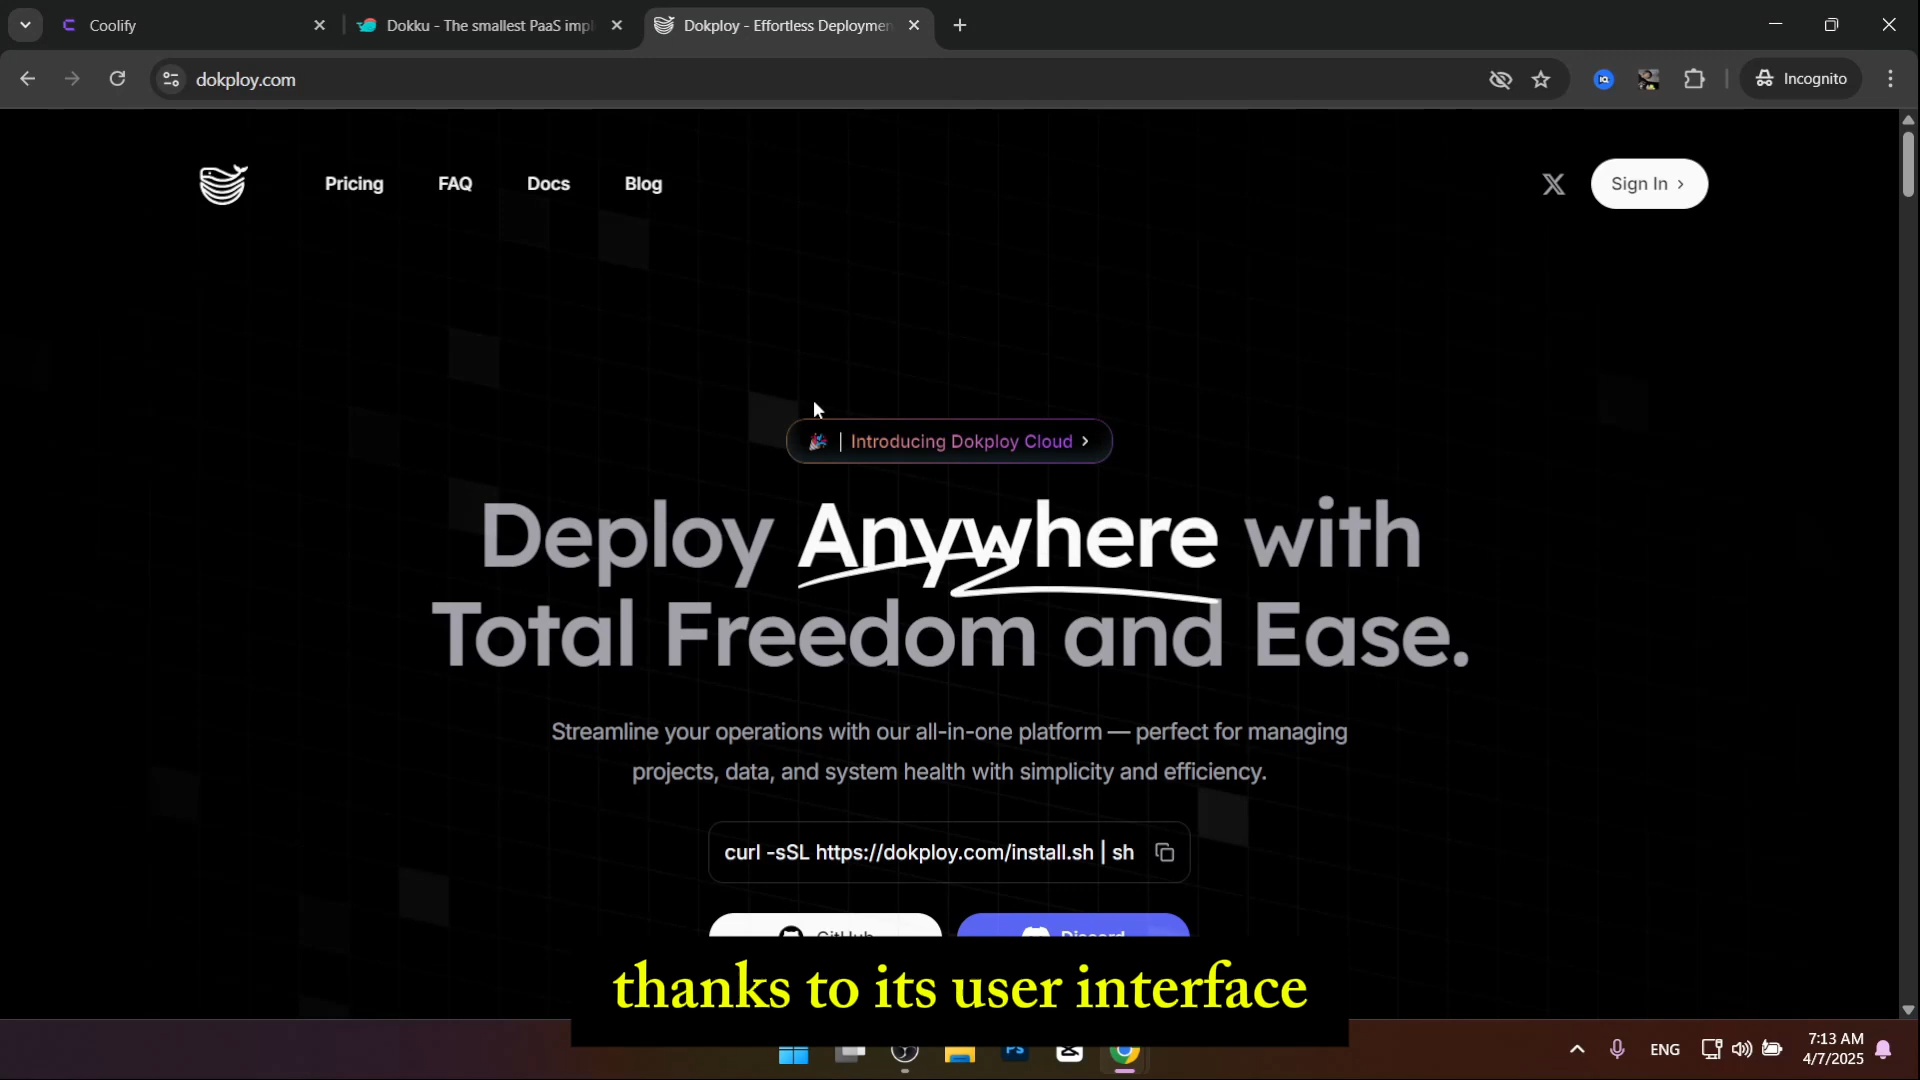 Coolify
Dokku - The smallest PaaS impl
Dokploy - Effortless Deploymen
dokploy.com
Incognito
Pricing
FAQ
Docs
Blog
Sign In
Introducing Dokploy Cloud
Deploy Anywhere with
Total Freedom and Ease.
Streamline your operations with our all-in-one platform — perfect for managing
projects, data, and system health with simplicity and efficiency.
curl -sSL https://dokploy.com/install.sh | sh
GitHub
Discord
thanks to its user interface
Ps
ENG
7:13 AM
4/7/2025